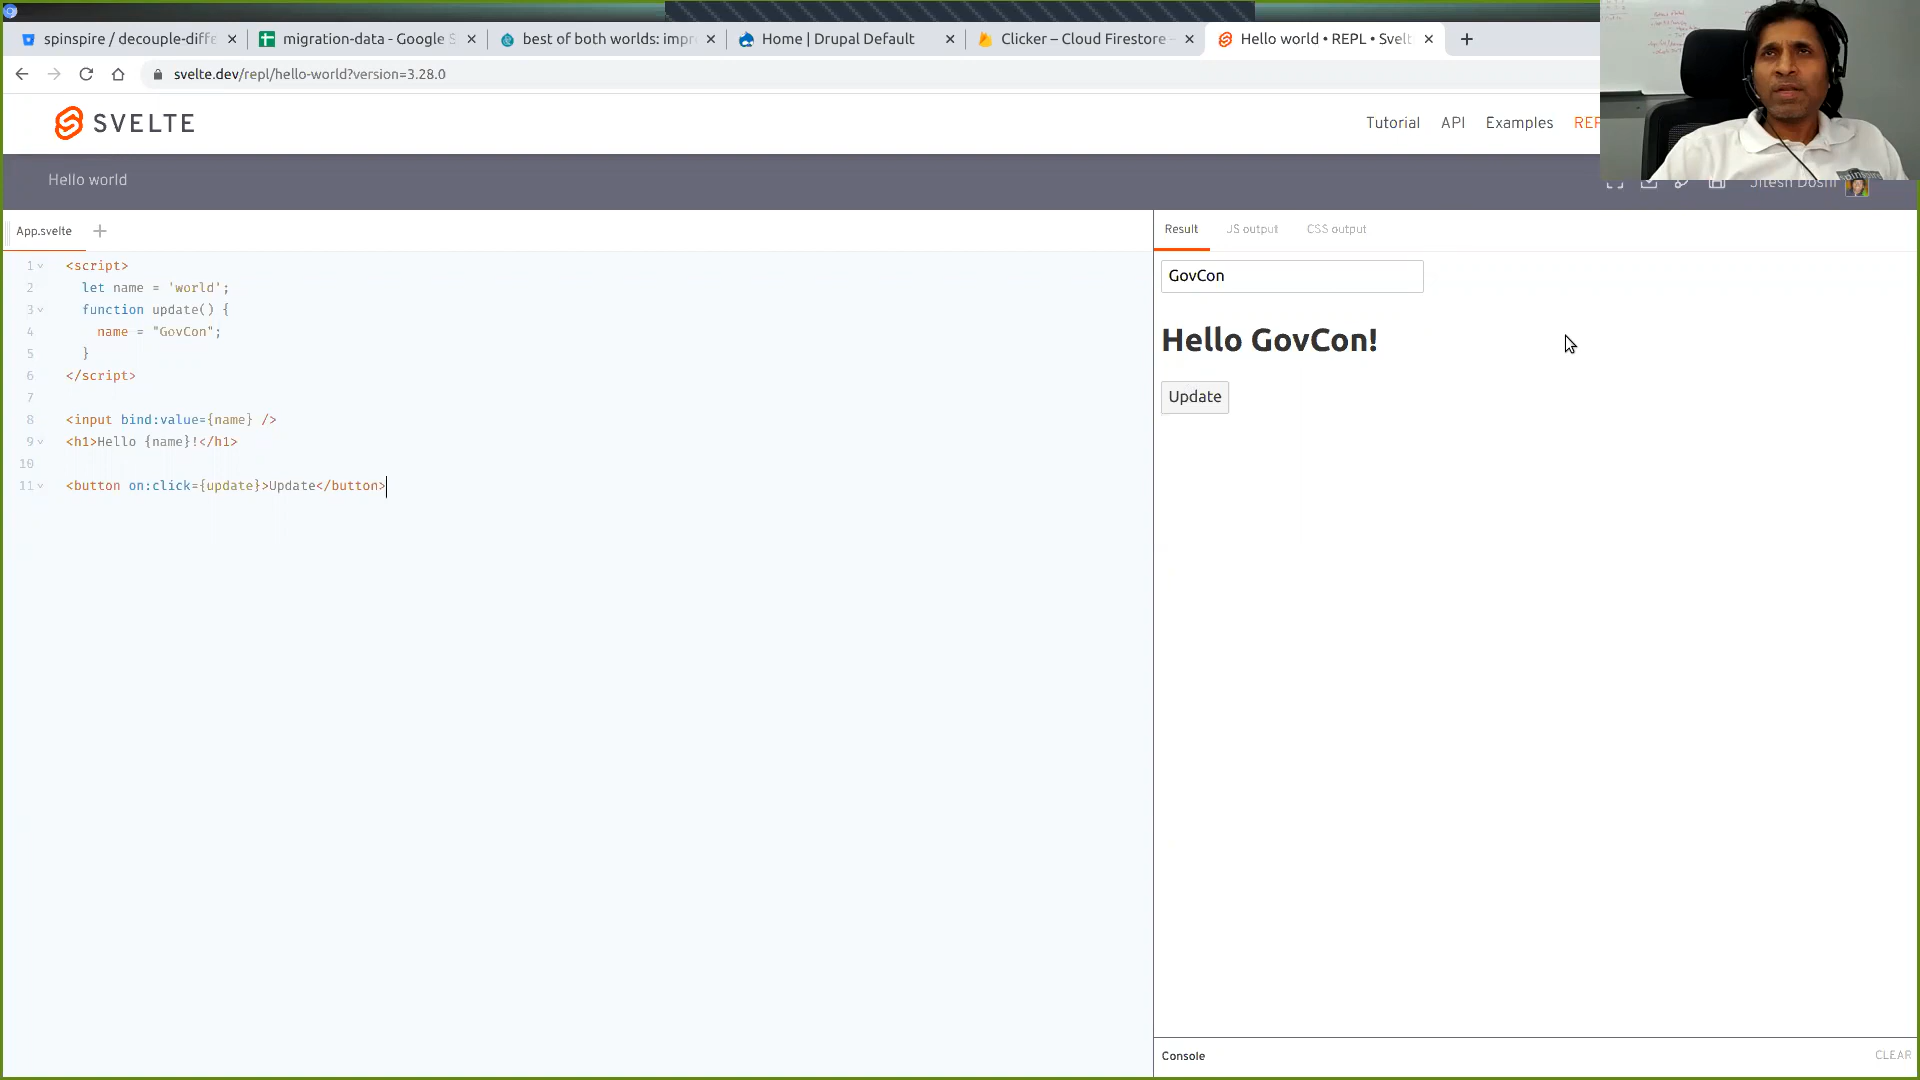 spinspire / decouple-diffe
migration-data - Google S
best of both worlds: impr
Home | Drupal Default
Clicker – Cloud Firestore -
Hello world • REPL • Svelt
svelte.dev/repl/hello-world?version=3.28.0
SVELTE
Tutorial
API
Examples
REP
Hello world
Jitesh Doshi
App.svelte
Result
JS output
CSS output
1 <script>
2 let name = 'world';
3 function update() {
4 name = "GovCon";
5 }
6 </script>
7
8 <input bind:value={name} />
9 <h1>Hello {name}!</h1>
10
11 <button on:click={update}>Update</button>
GovCon
Hello GovCon!
Update
Console
CLEAR